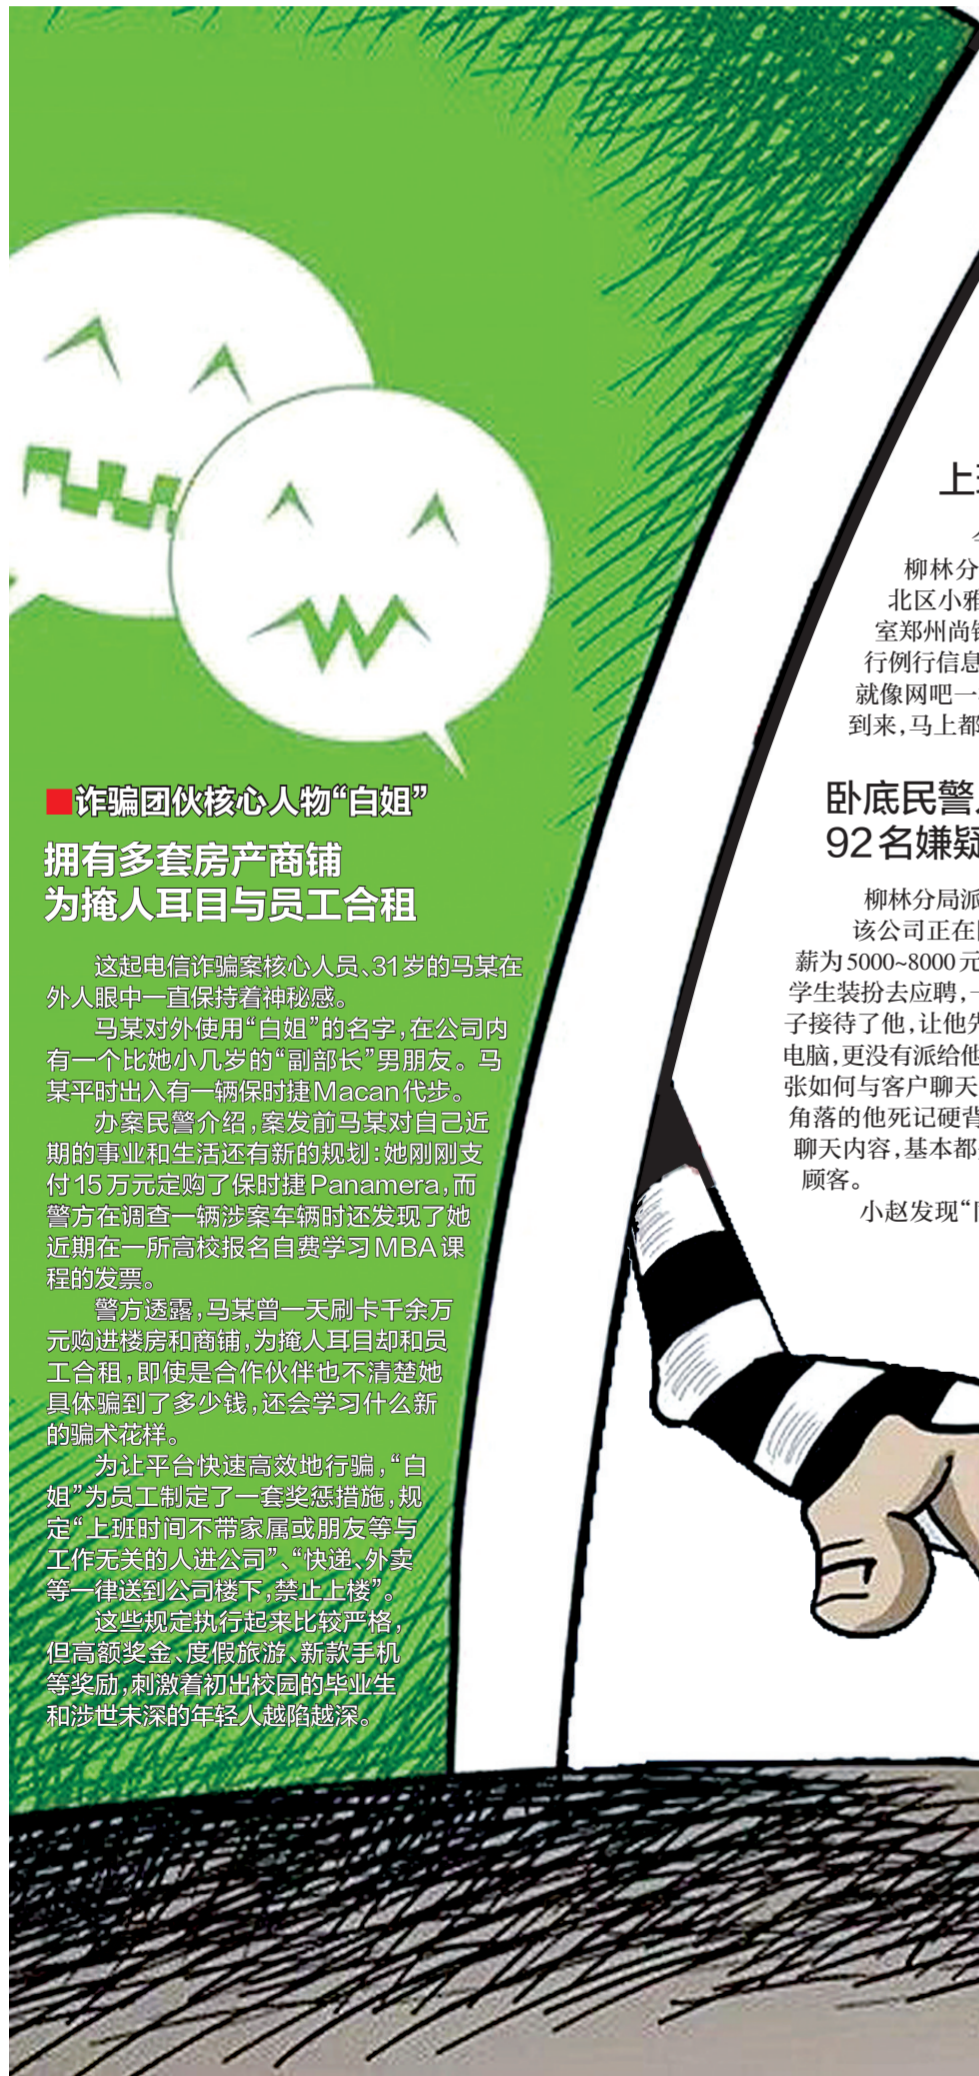 ■诈骗团伙核心人物“白姐”
拥有多套房产商铺
为掩人耳目与员工合租
这起电信诈骗案核心人员、31岁的马某在
外人眼中一直保持着神秘感。
马某对外使用“白姐”的名字,在公司内
有一个比她小几岁的“副部长”男朋友。马
某平时出入有一辆保时捷Macan代步。
办案民警介绍,案发前马某对自己近
期的事业和生活还有新的规划:她刚刚支
付15万元定购了保时捷Panamera,而
警方在调查一辆涉案车辆时还发现了她
近期在一所高校报名自费学习MBA课
程的发票。
警方透露,马某曾一天刷卡千余万
元购进楼房和商铺,为掩人耳目却和员
工合租,即使是合作伙伴也不清楚她
具体骗到了多少钱,还会学习什么新
的骗术花样。
为让平台快速高效地行骗,“白
姐”为员工制定了一套奖惩措施,规
定“上班时间不带家属或朋友等与
工作无关的人进公司”、“快递、外卖
等一律送到公司楼下,禁止上楼”。
这些规定执行起来比较严格,
但高额奖金、度假旅游、新款手机
等奖励,刺激着初出校园的毕业生
和涉世未深的年轻人越陷越深。
上
柳林分
北区小雅
室郑州尚
行例行信息
就像网吧一
到来,马上都
卧底民警
92名嫌疑
柳林分局派
该公司正在
薪为5000~8000元
学生装扮去应聘,
子接待了他,让他先
电脑,更没有派给他
张如何与客户聊天
角落的他死记硬背
聊天内容,基本都
顾客。
小赵发现“